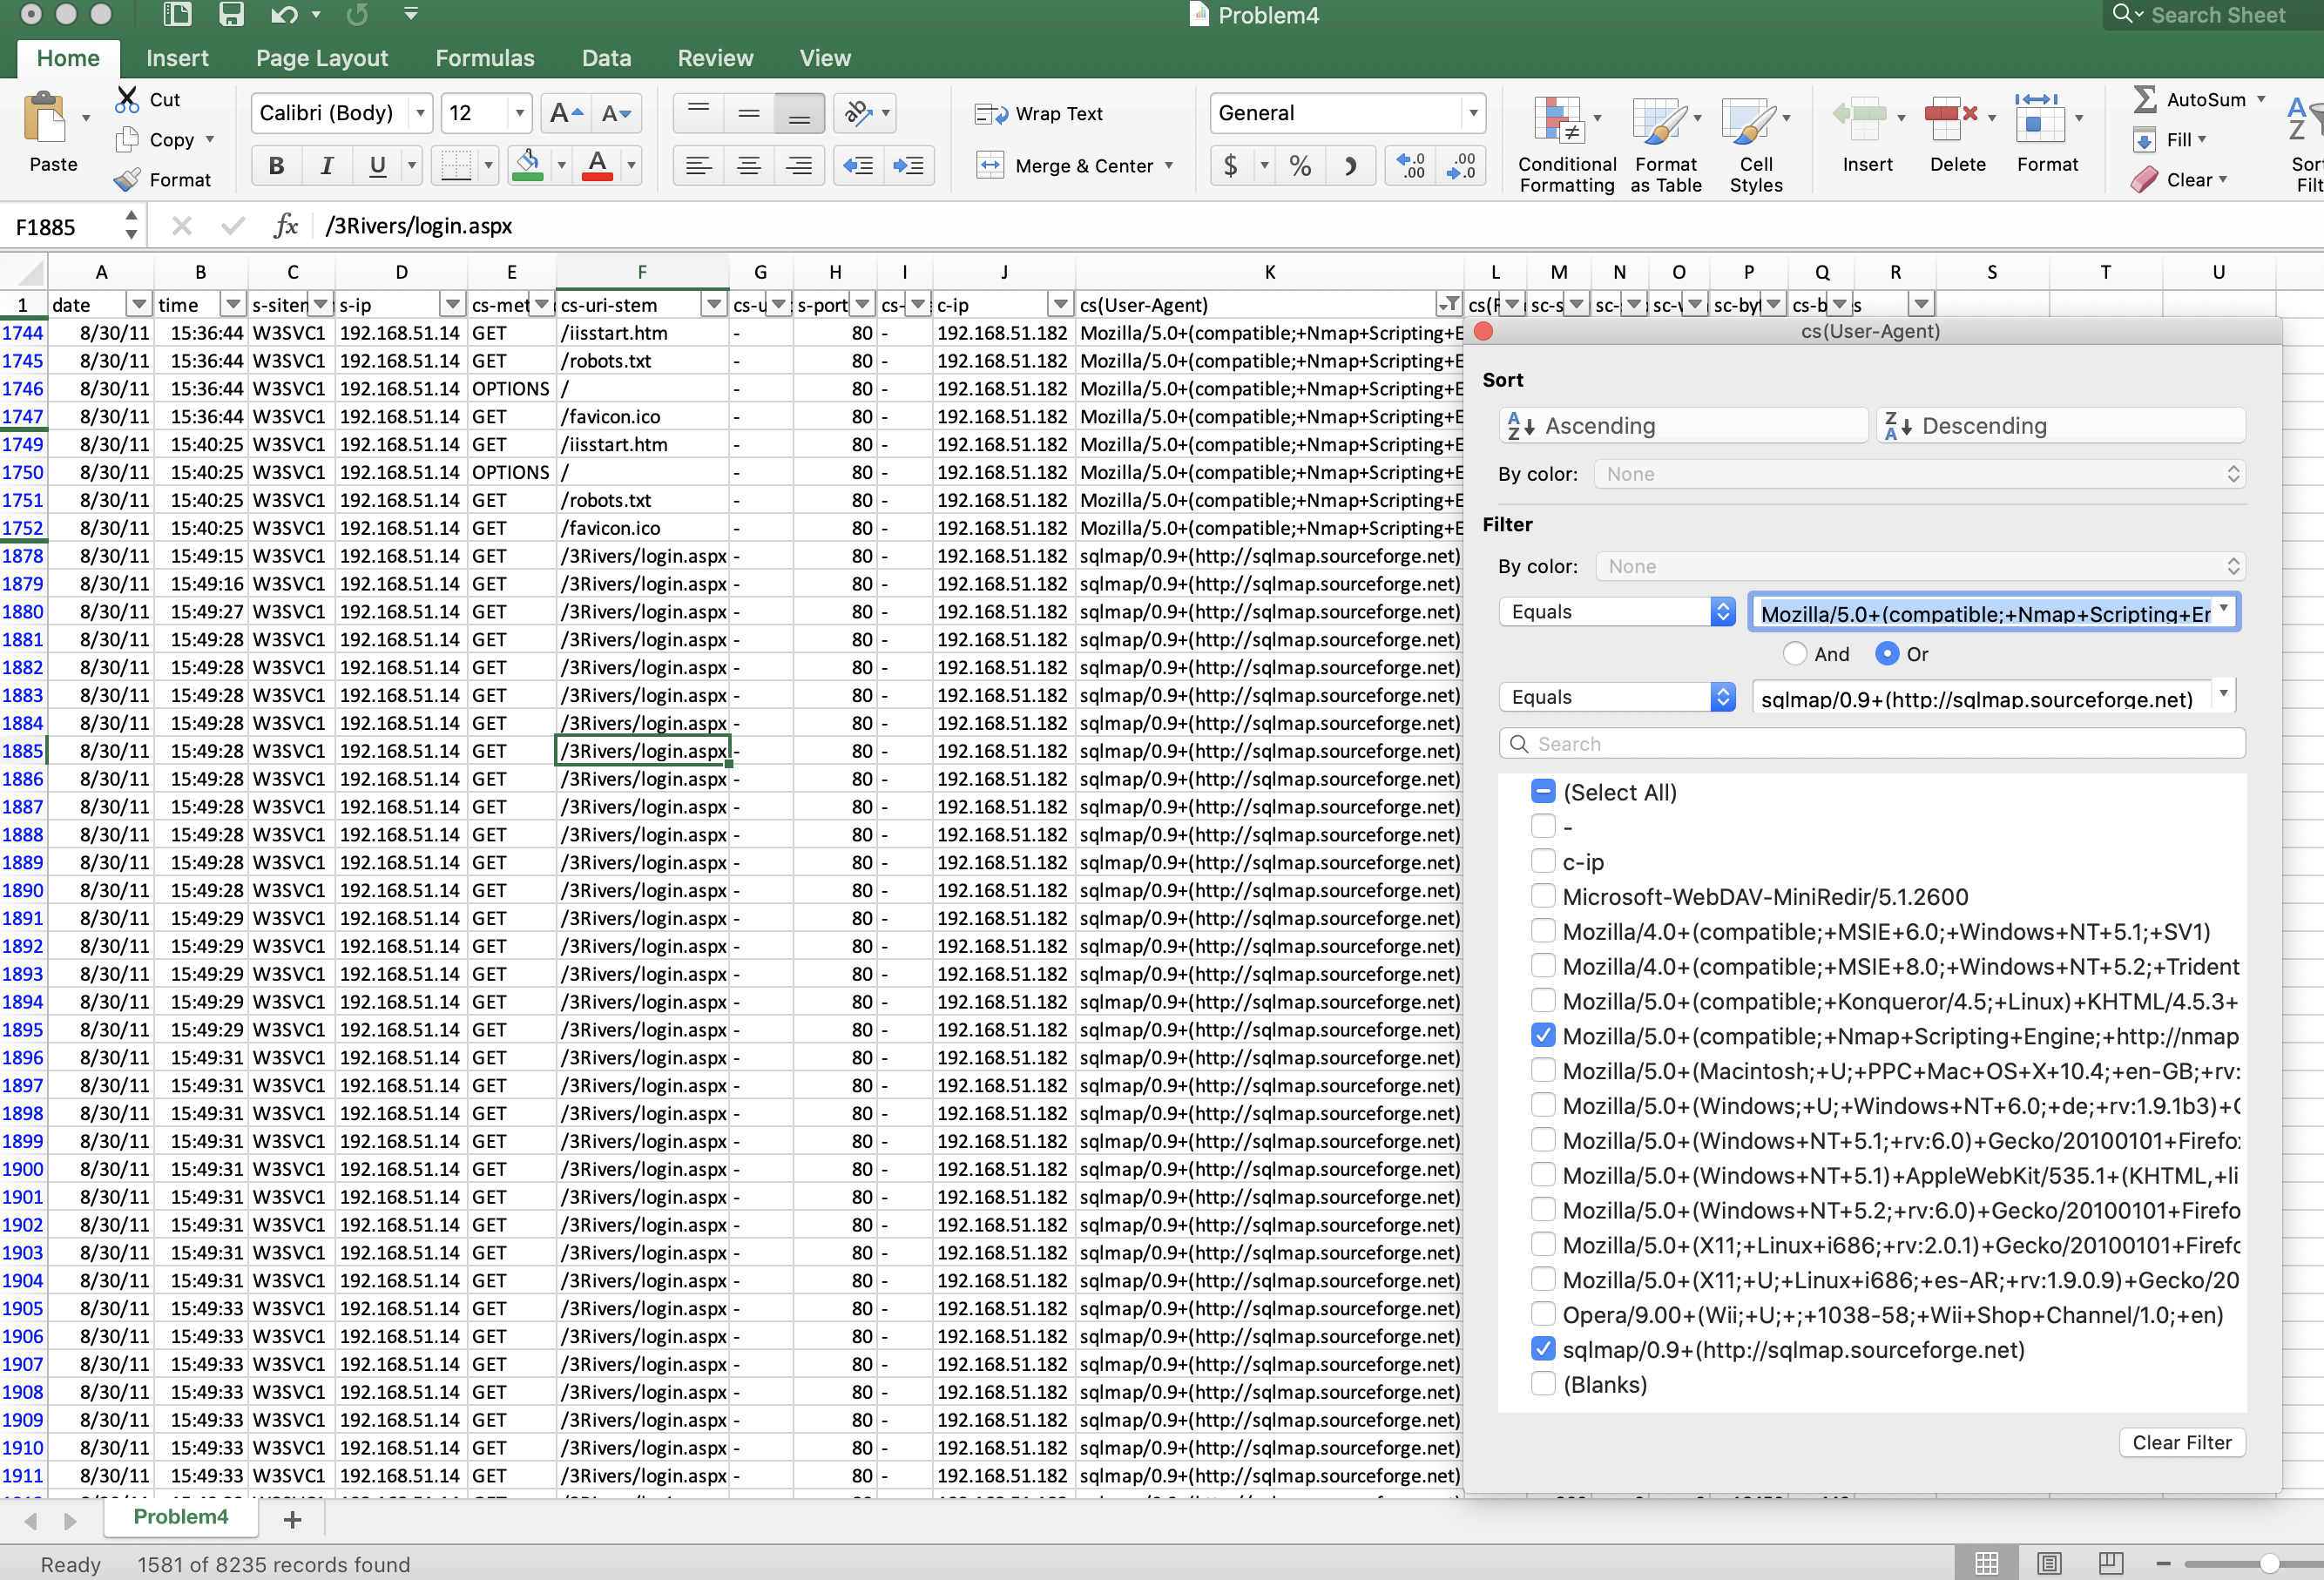 Problem4
Search Sheet
Home Insert Page Layout Formulas Data Review View
Cut
Copy
Format
Paste
Calibri (Body) 12
B I U
Wrap Text
Merge & Center
General
$ %
Conditional Formatting
Format as Table
Cell Styles
Insert
Delete
Format
AutoSum
Fill
Clear
F1885 fx /3Rivers/login.aspx
A B C D E F G H I J K L M N O P Q R S T U
1 date time s-siten s-ip cs-met cs-uri-stem cs-u s-port cs- c-ip cs(User-Agent) cs(R sc-s sc- sc-w sc-byt cs-b s
1744 8/30/11 15:36:44 W3SVC1 192.168.51.14 GET /iisstart.htm - 80 - 192.168.51.182 Mozilla/5.0+(compatible;+Nmap+Scripting+E
1745 8/30/11 15:36:44 W3SVC1 192.168.51.14 GET /robots.txt - 80 - 192.168.51.182 Mozilla/5.0+(compatible;+Nmap+Scripting+E
1746 8/30/11 15:36:44 W3SVC1 192.168.51.14 OPTIONS / - 80 - 192.168.51.182 Mozilla/5.0+(compatible;+Nmap+Scripting+E
1747 8/30/11 15:36:44 W3SVC1 192.168.51.14 GET /favicon.ico - 80 - 192.168.51.182 Mozilla/5.0+(compatible;+Nmap+Scripting+E
1749 8/30/11 15:40:25 W3SVC1 192.168.51.14 GET /iisstart.htm - 80 - 192.168.51.182 Mozilla/5.0+(compatible;+Nmap+Scripting+E
1750 8/30/11 15:40:25 W3SVC1 192.168.51.14 OPTIONS / - 80 - 192.168.51.182 Mozilla/5.0+(compatible;+Nmap+Scripting+E
1751 8/30/11 15:40:25 W3SVC1 192.168.51.14 GET /robots.txt - 80 - 192.168.51.182 Mozilla/5.0+(compatible;+Nmap+Scripting+E
1752 8/30/11 15:40:25 W3SVC1 192.168.51.14 GET /favicon.ico - 80 - 192.168.51.182 Mozilla/5.0+(compatible;+Nmap+Scripting+E
1878 8/30/11 15:49:15 W3SVC1 192.168.51.14 GET /3Rivers/login.aspx - 80 - 192.168.51.182 sqlmap/0.9+(http://sqlmap.sourceforge.net)
1879 8/30/11 15:49:16 W3SVC1 192.168.51.14 GET /3Rivers/login.aspx - 80 - 192.168.51.182 sqlmap/0.9+(http://sqlmap.sourceforge.net)
1880 8/30/11 15:49:27 W3SVC1 192.168.51.14 GET /3Rivers/login.aspx - 80 - 192.168.51.182 sqlmap/0.9+(http://sqlmap.sourceforge.net)
1881 8/30/11 15:49:28 W3SVC1 192.168.51.14 GET /3Rivers/login.aspx - 80 - 192.168.51.182 sqlmap/0.9+(http://sqlmap.sourceforge.net)
1882 8/30/11 15:49:28 W3SVC1 192.168.51.14 GET /3Rivers/login.aspx - 80 - 192.168.51.182 sqlmap/0.9+(http://sqlmap.sourceforge.net)
1883 8/30/11 15:49:28 W3SVC1 192.168.51.14 GET /3Rivers/login.aspx - 80 - 192.168.51.182 sqlmap/0.9+(http://sqlmap.sourceforge.net)
1884 8/30/11 15:49:28 W3SVC1 192.168.51.14 GET /3Rivers/login.aspx - 80 - 192.168.51.182 sqlmap/0.9+(http://sqlmap.sourceforge.net)
1885 8/30/11 15:49:28 W3SVC1 192.168.51.14 GET /3Rivers/login.aspx - 80 - 192.168.51.182 sqlmap/0.9+(http://sqlmap.sourceforge.net)
1886 8/30/11 15:49:28 W3SVC1 192.168.51.14 GET /3Rivers/login.aspx - 80 - 192.168.51.182 sqlmap/0.9+(http://sqlmap.sourceforge.net)
1887 8/30/11 15:49:28 W3SVC1 192.168.51.14 GET /3Rivers/login.aspx - 80 - 192.168.51.182 sqlmap/0.9+(http://sqlmap.sourceforge.net)
1888 8/30/11 15:49:28 W3SVC1 192.168.51.14 GET /3Rivers/login.aspx - 80 - 192.168.51.182 sqlmap/0.9+(http://sqlmap.sourceforge.net)
1889 8/30/11 15:49:28 W3SVC1 192.168.51.14 GET /3Rivers/login.aspx - 80 - 192.168.51.182 sqlmap/0.9+(http://sqlmap.sourceforge.net)
1890 8/30/11 15:49:28 W3SVC1 192.168.51.14 GET /3Rivers/login.aspx - 80 - 192.168.51.182 sqlmap/0.9+(http://sqlmap.sourceforge.net)
1891 8/30/11 15:49:29 W3SVC1 192.168.51.14 GET /3Rivers/login.aspx - 80 - 192.168.51.182 sqlmap/0.9+(http://sqlmap.sourceforge.net)
1892 8/30/11 15:49:29 W3SVC1 192.168.51.14 GET /3Rivers/login.aspx - 80 - 192.168.51.182 sqlmap/0.9+(http://sqlmap.sourceforge.net)
1893 8/30/11 15:49:29 W3SVC1 192.168.51.14 GET /3Rivers/login.aspx - 80 - 192.168.51.182 sqlmap/0.9+(http://sqlmap.sourceforge.net)
1894 8/30/11 15:49:29 W3SVC1 192.168.51.14 GET /3Rivers/login.aspx - 80 - 192.168.51.182 sqlmap/0.9+(http://sqlmap.sourceforge.net)
1895 8/30/11 15:49:29 W3SVC1 192.168.51.14 GET /3Rivers/login.aspx - 80 - 192.168.51.182 sqlmap/0.9+(http://sqlmap.sourceforge.net)
1896 8/30/11 15:49:31 W3SVC1 192.168.51.14 GET /3Rivers/login.aspx - 80 - 192.168.51.182 sqlmap/0.9+(http://sqlmap.sourceforge.net)
1897 8/30/11 15:49:31 W3SVC1 192.168.51.14 GET /3Rivers/login.aspx - 80 - 192.168.51.182 sqlmap/0.9+(http://sqlmap.sourceforge.net)
1898 8/30/11 15:49:31 W3SVC1 192.168.51.14 GET /3Rivers/login.aspx - 80 - 192.168.51.182 sqlmap/0.9+(http://sqlmap.sourceforge.net)
1899 8/30/11 15:49:31 W3SVC1 192.168.51.14 GET /3Rivers/login.aspx - 80 - 192.168.51.182 sqlmap/0.9+(http://sqlmap.sourceforge.net)
1900 8/30/11 15:49:31 W3SVC1 192.168.51.14 GET /3Rivers/login.aspx - 80 - 192.168.51.182 sqlmap/0.9+(http://sqlmap.sourceforge.net)
1901 8/30/11 15:49:31 W3SVC1 192.168.51.14 GET /3Rivers/login.aspx - 80 - 192.168.51.182 sqlmap/0.9+(http://sqlmap.sourceforge.net)
1902 8/30/11 15:49:31 W3SVC1 192.168.51.14 GET /3Rivers/login.aspx - 80 - 192.168.51.182 sqlmap/0.9+(http://sqlmap.sourceforge.net)
1903 8/30/11 15:49:31 W3SVC1 192.168.51.14 GET /3Rivers/login.aspx - 80 - 192.168.51.182 sqlmap/0.9+(http://sqlmap.sourceforge.net)
1904 8/30/11 15:49:31 W3SVC1 192.168.51.14 GET /3Rivers/login.aspx - 80 - 192.168.51.182 sqlmap/0.9+(http://sqlmap.sourceforge.net)
1905 8/30/11 15:49:33 W3SVC1 192.168.51.14 GET /3Rivers/login.aspx - 80 - 192.168.51.182 sqlmap/0.9+(http://sqlmap.sourceforge.net)
1906 8/30/11 15:49:33 W3SVC1 192.168.51.14 GET /3Rivers/login.aspx - 80 - 192.168.51.182 sqlmap/0.9+(http://sqlmap.sourceforge.net)
1907 8/30/11 15:49:33 W3SVC1 192.168.51.14 GET /3Rivers/login.aspx - 80 - 192.168.51.182 sqlmap/0.9+(http://sqlmap.sourceforge.net)
1908 8/30/11 15:49:33 W3SVC1 192.168.51.14 GET /3Rivers/login.aspx - 80 - 192.168.51.182 sqlmap/0.9+(http://sqlmap.sourceforge.net)
1909 8/30/11 15:49:33 W3SVC1 192.168.51.14 GET /3Rivers/login.aspx - 80 - 192.168.51.182 sqlmap/0.9+(http://sqlmap.sourceforge.net)
1910 8/30/11 15:49:33 W3SVC1 192.168.51.14 GET /3Rivers/login.aspx - 80 - 192.168.51.182 sqlmap/0.9+(http://sqlmap.sourceforge.net)
1911 8/30/11 15:49:33 W3SVC1 192.168.51.14 GET /3Rivers/login.aspx - 80 - 192.168.51.182 sqlmap/0.9+(http://sqlmap.sourceforge.net)
cs(User-Agent)
Sort
Ascending Descending
By color: None
Filter
By color: None
Equals Mozilla/5.0+(compatible;+Nmap+Scripting+Er
And Or
Equals sqlmap/0.9+(http://sqlmap.sourceforge.net)
Search
(Select All)
-
c-ip
Microsoft-WebDAV-MiniRedir/5.1.2600
Mozilla/4.0+(compatible;+MSIE+6.0;+Windows+NT+5.1;+SV1)
Mozilla/4.0+(compatible;+MSIE+8.0;+Windows+NT+5.2;+Trident
Mozilla/5.0+(compatible;+Konqueror/4.5;+Linux)+KHTML/4.5.3+
Mozilla/5.0+(compatible;+Nmap+Scripting+Engine;+http://nmap
Mozilla/5.0+(Macintosh;+U;+PPC+Mac+OS+X+10.4;+en-GB;+rv:
Mozilla/5.0+(Windows;+U;+Windows+NT+6.0;+de;+rv:1.9.1b3)+G
Mozilla/5.0+(Windows+NT+5.1;+rv:6.0)+Gecko/20100101+Firefox
Mozilla/5.0+(Windows+NT+5.1)+AppleWebKit/535.1+(KHTML,+li
Mozilla/5.0+(Windows+NT+5.2;+rv:6.0)+Gecko/20100101+Firefo
Mozilla/5.0+(X11;+Linux+i686;+rv:2.0.1)+Gecko/20100101+Firefo
Mozilla/5.0+(X11;+U;+Linux+i686;+es-AR;+rv:1.9.0.9)+Gecko/20
Opera/9.00+(Wii;+U;+;+1038-58;+Wii+Shop+Channel/1.0;+en)
sqlmap/0.9+(http://sqlmap.sourceforge.net)
(Blanks)
Clear Filter
Problem4
Ready 1581 of 8235 records found